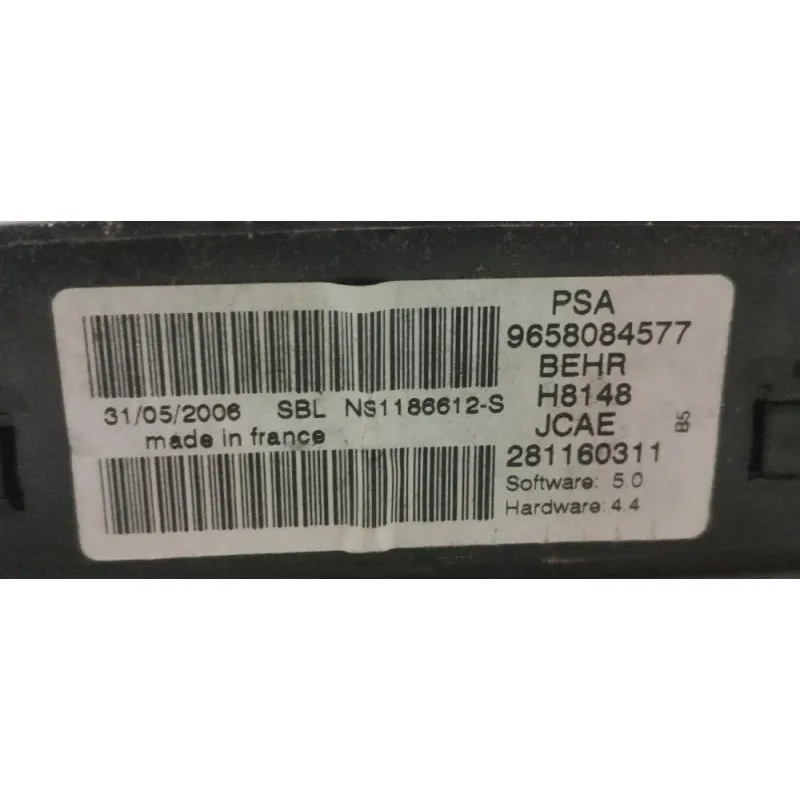 31/05/2006 SBL NS1186612-S
made in france
PSA
9658084577
BEHR
H8148
JCAE
281160311
Software: 5.0
Hardware: 4.4
B5